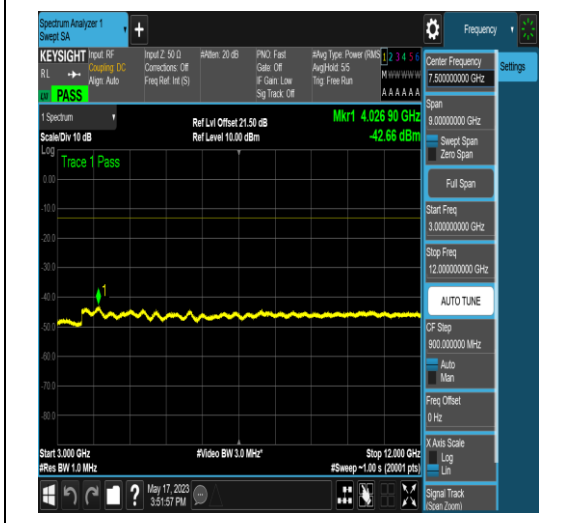 Spectrum Analyzer 1
Swept SA
+
Frequency
KEYSIGHT
RL
PASS
Input: RF
Coupling: DC
Align: Auto
Input Z: 50 Ω
Corrections: Off
Freq Ref: Int (S)
#Atten: 20 dB
PNO: Fast
Gate: Off
IF Gain: Low
Sig Track: Off
#Avg Type: Power (RMS
Avg|Hold: 5/5
Trig: Free Run
1 2 3 4 5 6
M W W W W W
A A A A A A
1 Spectrum
Scale/Div 10 dB
Ref Lvl Offset 21.50 dB
Ref Level 10.00 dBm
Mkr1 4.026 90 GHz
-42.66 dBm
Log
Trace 1 Pass
0.00
-10.0
-20.0
-30.0
-40.0
-50.0
-60.0
-70.0
-80.0
1
Start 3.000 GHz
#Res BW 1.0 MHz
#Video BW 3.0 MHz*
Stop 12.000 GHz
#Sweep ~1.00 s (20001 pts)
Center Frequency
7.500000000 GHz
Settings
Span
9.00000000 GHz
Swept Span
Zero Span
Full Span
Start Freq
3.000000000 GHz
Stop Freq
12.000000000 GHz
AUTO TUNE
CF Step
900.000000 MHz
Auto
Man
Freq Offset
0 Hz
X Axis Scale
Log
Lin
Signal Track
(Span Zoom)
?
May 17, 2023
3:51:57 PM